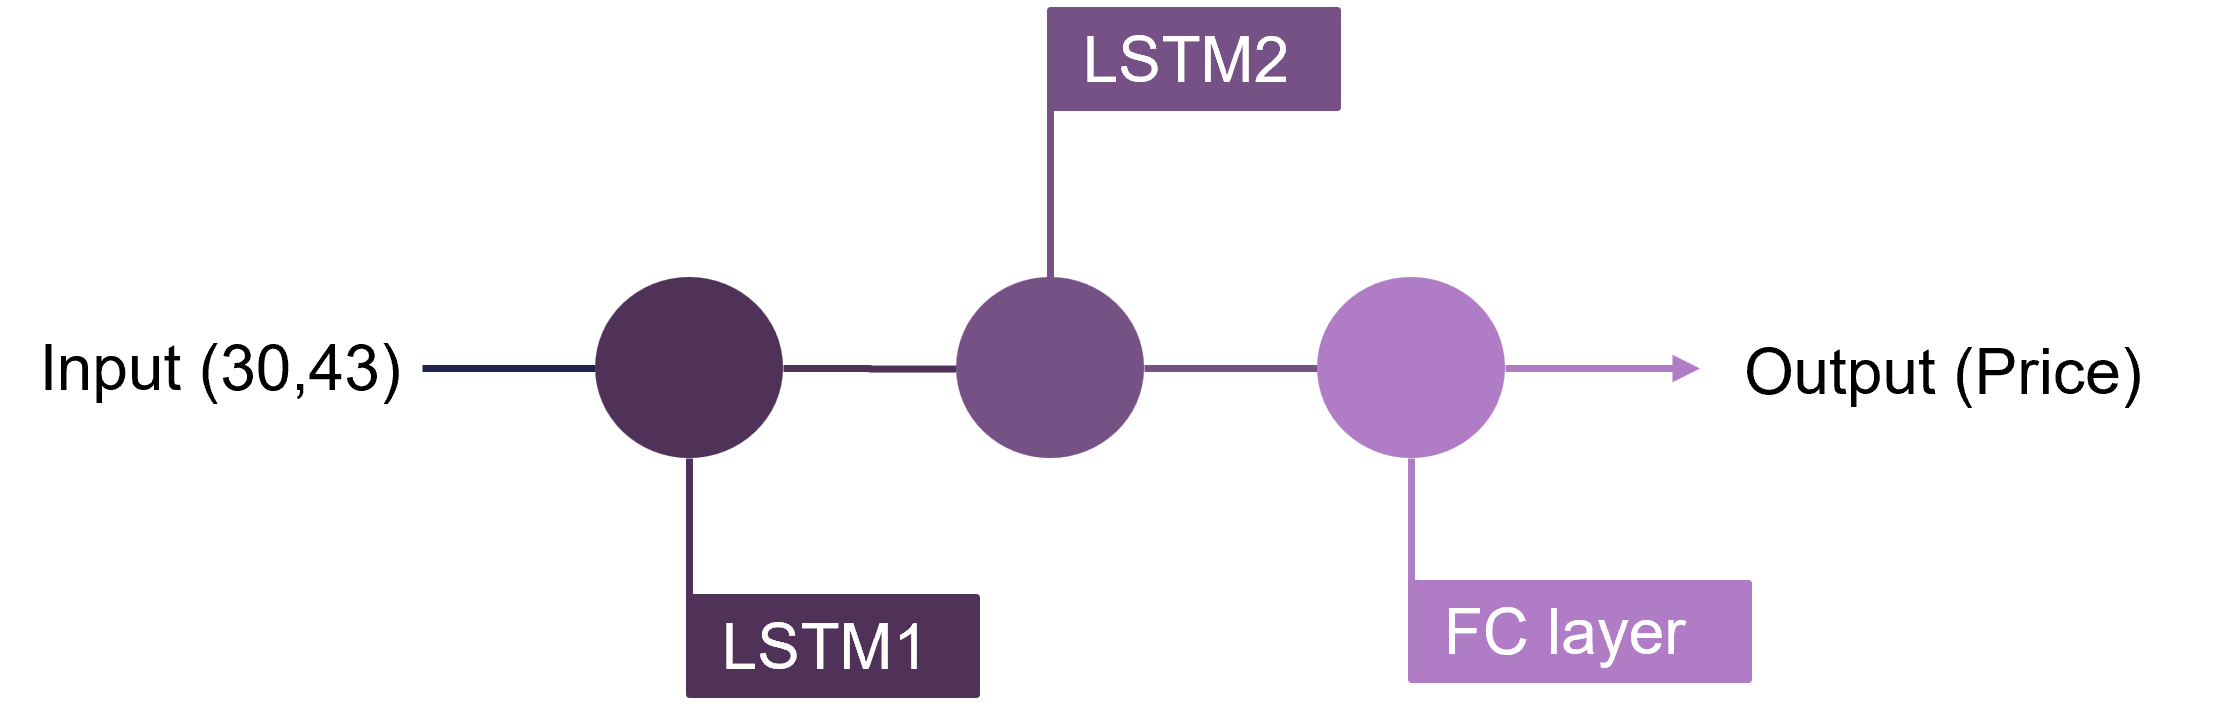 LSTM2
Input (30,43)
Output (Price)
LSTM1
FC layer